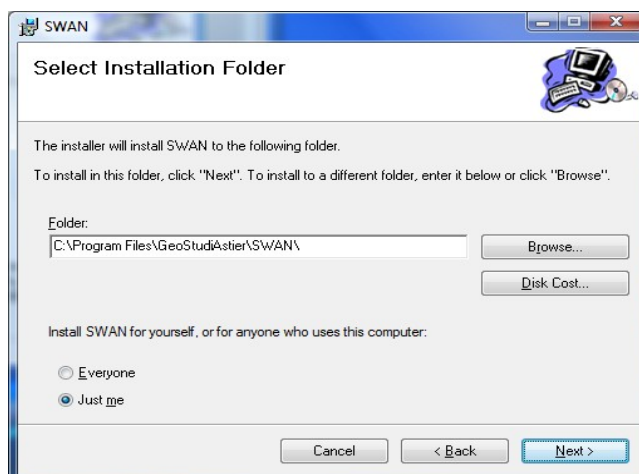 SWAN
Select Installation Folder
The installer will install SWAN to the following folder.
To install in this folder, click "Next". To install to a different folder, enter it below or click "Browse".
Folder:
C:\Program Files\GeoStudiAstier\SWAN\
Browse...
Disk Cost...
Install SWAN for yourself, or for anyone who uses this computer:
Everyone
Just me
Cancel
< Back
Next >